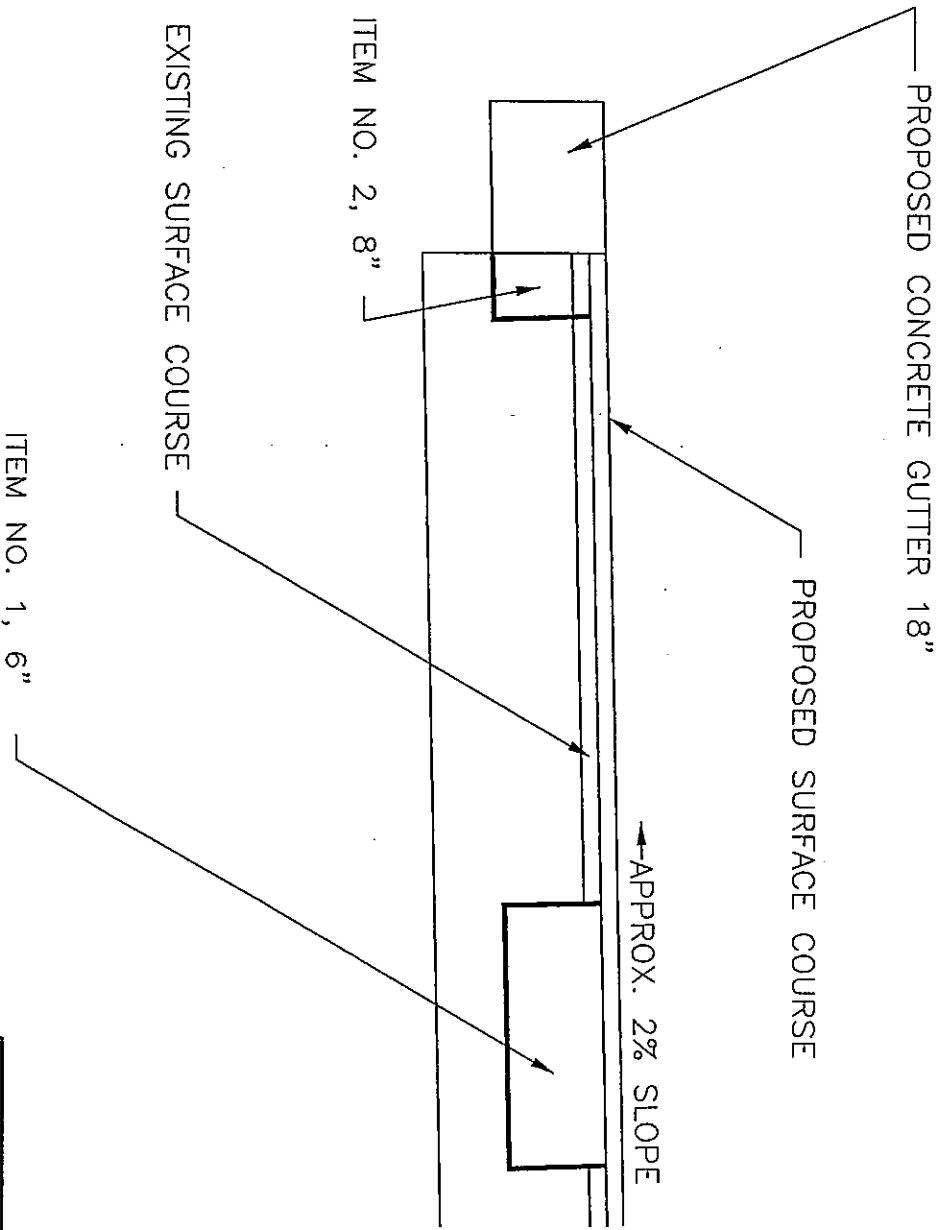 PROPOSED CONCRETE GUTTER 18"
PROPOSED SURFACE COURSE
←APPROX. 2% SLOPE
ITEM NO. 2, 8"
EXISTING SURFACE COURSE
ITEM NO. 1, 6"